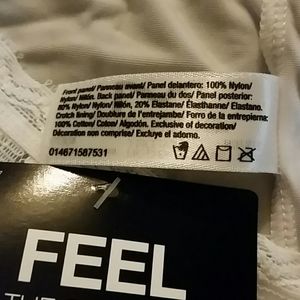 Front panel/ Panneau avant/ Panel delantero: 100% Nylon/
Nylon/ Nilón. Back panel/ Panneau du dos/ Panel posterior:
80% Nylon/ Nylon/ Nilón, 20% Elastane/ Élasthanne/ Elastano.
Crotch lining/ Doublure de l'entrejambe/ Forro de la entrepierna:
100% Cotton/ Coton/ Algodón. Exclusive of decoration/
Décoration non comprise/ Excluye el adorno.
014671587531
FEEL